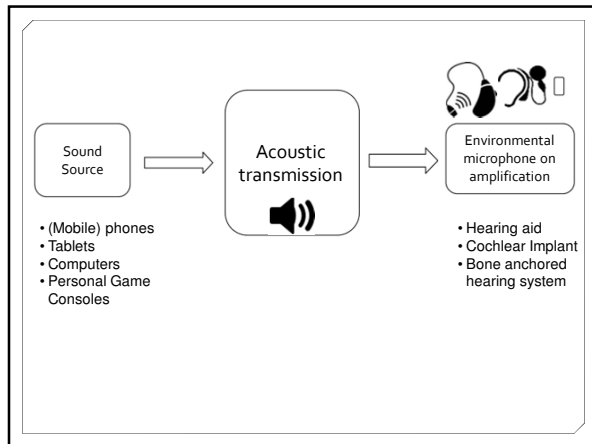 Sound
Source
Acoustic
transmission
Environmental
microphone on
amplification
• (Mobile) phones
• Tablets
• Computers
• Personal Game
Consoles
• Hearing aid
• Cochlear Implant
• Bone anchored
hearing system